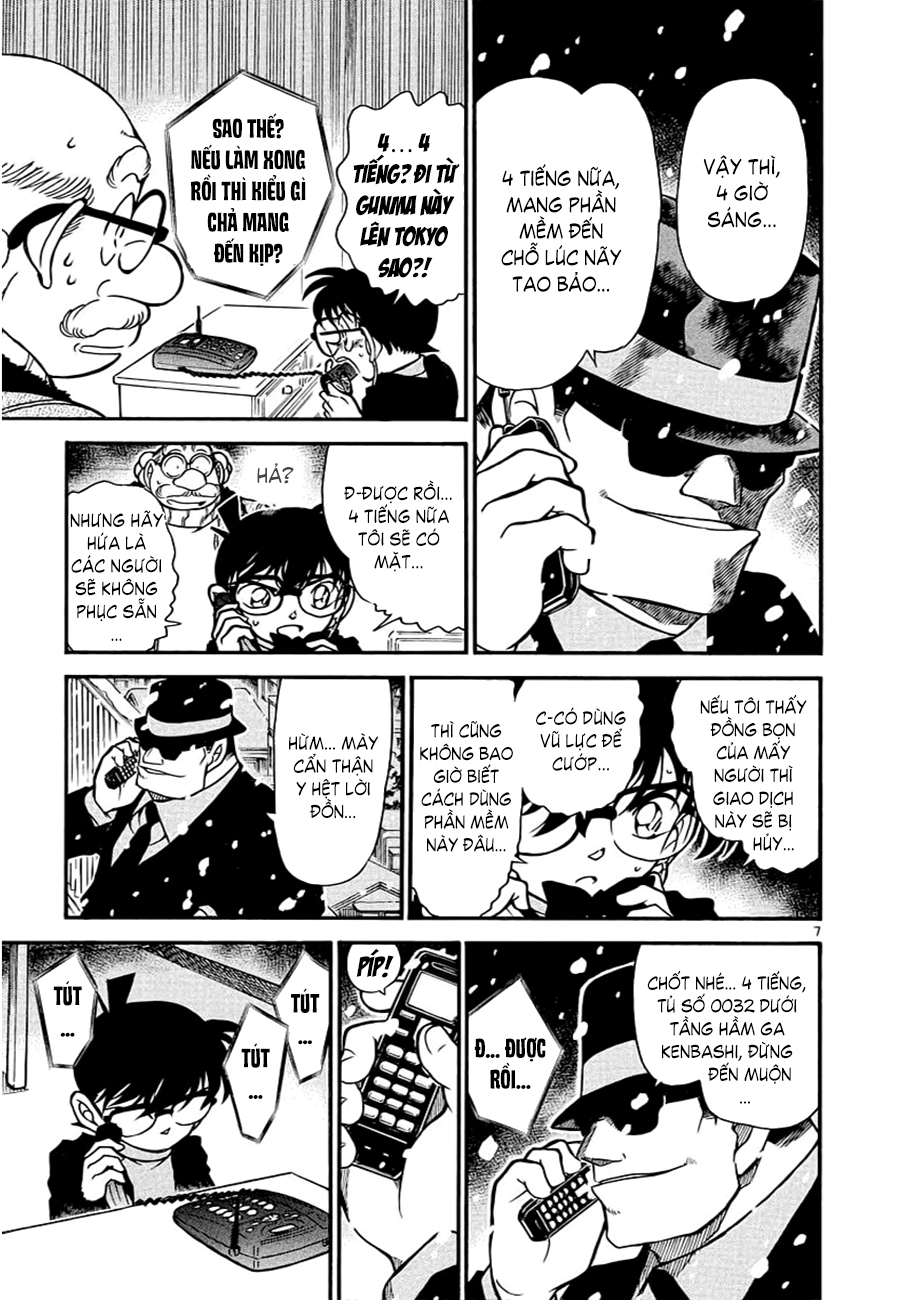 VẬY THÌ,
4 GIỜ
SÁNG...
4 TIẾNG NỮA,
MANG PHẦN
MỀM ĐẾN
CHỖ LÚC NÃY
TAO BẢO...
4... 4
TIẾNG? ĐI TỪ
GUNMA NÀY
LÊN TOKYO
SAO?!
SAO THẾ?
NẾU LÀM XONG
RỒI THÌ KIỂU GÌ
CHẢ MANG
ĐẾN KỊP?
Đ-ĐƯỢC RỒI...
4 TIẾNG NỮA
TÔI SẼ CÓ
MẶT...
HẢ?
NHƯNG HÃY
HỨA LÀ
CÁC NGƯỜI
SẼ KHÔNG
PHỤC SẴN
...
NẾU TÔI THẤY
ĐỒNG BỌN
CỦA MẤY
NGƯỜI THÌ
GIAO DỊCH
NÀY SẼ BỊ
HỦY...
C-CÓ DÙNG
VŨ LỰC ĐỂ
CƯỚP...
THÌ CŨNG
KHÔNG BAO
GIỜ BIẾT
CÁCH DÙNG
PHẦN MỀM
NÀY ĐÂU...
HỪM... MÀY
CẨN THẬN
Y HỆT LỜI
ĐỒN...
7
CHỐT NHÉ... 4 TIẾNG,
TỦ SỐ 0032 DƯỚI
TẦNG HẦM GA
KENBASHI, ĐỪNG
ĐẾN MUỘN
...
Đ... ĐƯỢC
RỒI...
PÍP!
TÚT
...
TÚT
...
TÚT
...